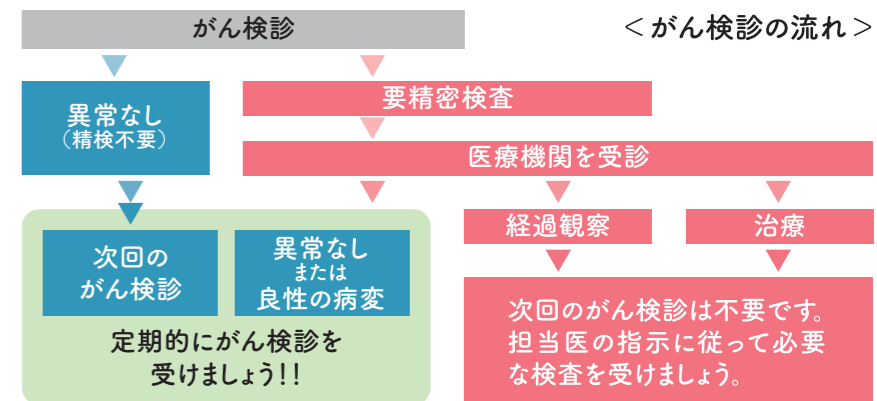 がん検診
<がん検診の流れ>
異常なし
(精検不要)
要精密検査
医療機関を受診
経過観察
治療
次回の
がん検診
異常なし
または
良性の病変
定期的にがん検診を
受けましょう!!
次回のがん検診は不要です。
担当医の指示に従って必要
な検査を受けましょう。